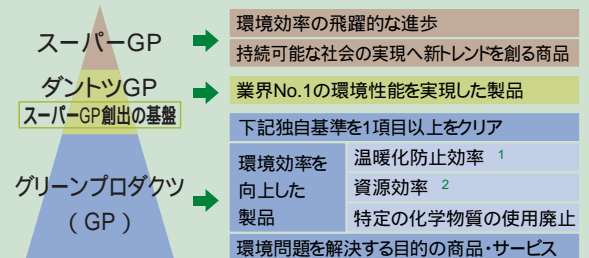 スーパーGP
環境効率の飛躍的な進歩
持続可能な社会の実現へ新トレンドを創る商品
ダントツGP
スーパーGP創出の基盤
業界No.1の環境性能を実現した製品
グリーンプロダクツ
（GP）
下記独自基準を1項目以上をクリア
環境効率を
向上した
製品
温暖化防止効率 1
資源効率 2
特定の化学物質の使用廃止
環境問題を解決する目的の商品・サービス